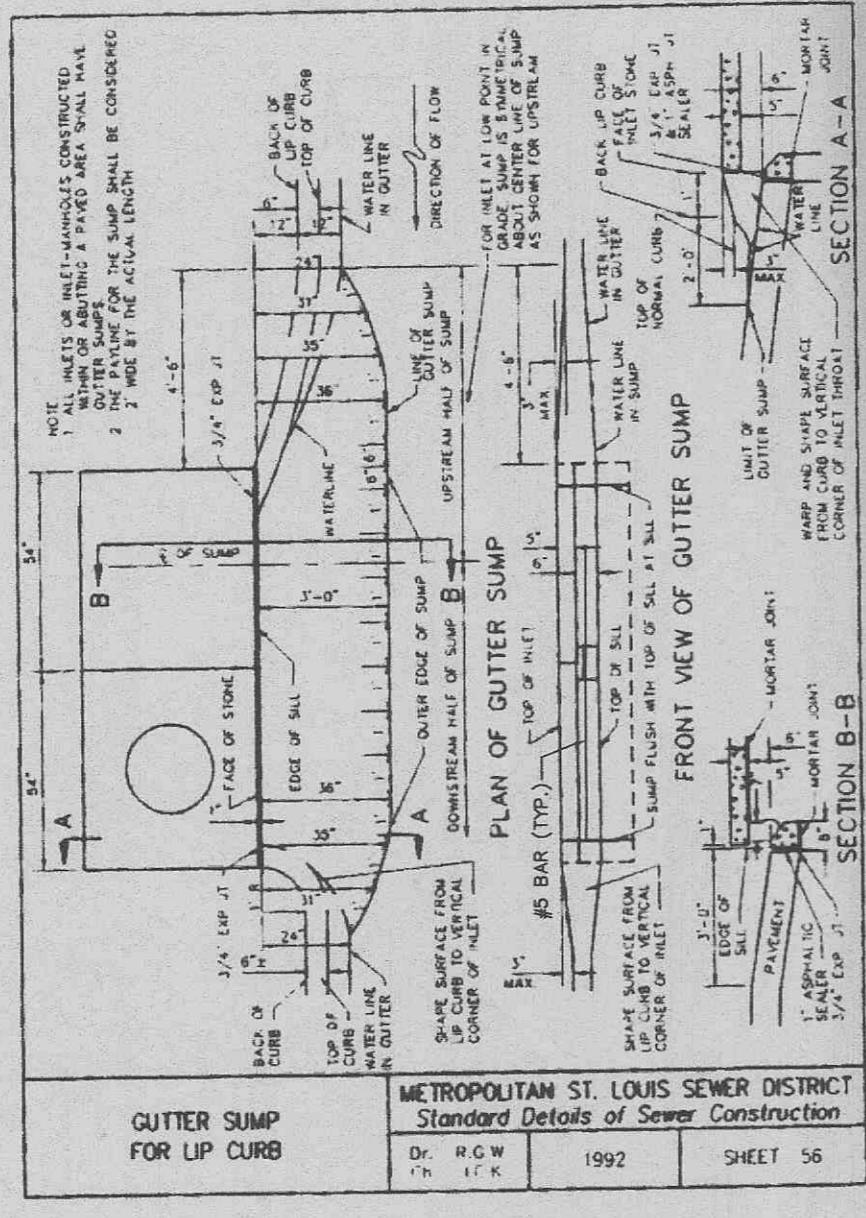 NOTE
1 ALL INLETS OR INLET-MANHOLES CONSTRUCTED
WITHIN OR ABUTTING A PAVED AREA SHALL HAVE
GUTTER SUMPS.
2 THE PAYLINE FOR THE SUMP SHALL BE CONSIDERED
2' WIDE BY THE ACTUAL LENGTH
54"
54"
4'-6"
3/4" EXP JT
FACE OF STONE
EDGE OF SILL
OF SUMP
B
B
A
A
3'-0"
36"
35"
31"
24"
36"
35"
31"
24"
WATERLINE
BACK OF
LIP CURB
TOP OF CURB
WATER LINE
IN GUTTER
DIRECTION OF FLOW
3/4" EXP JT
BACK OF
CURB
TOP OF
CURB
WATER LINE
IN GUTTER
SHAPE SURFACE FROM
LIP CURB TO VERTICAL
CORNER OF INLET
LINE OF
GUTTER SUMP
OUTER EDGE OF SUMP
UPSTREAM HALF OF SUMP
DOWNSTREAM HALF OF SUMP
FOR INLET AT LOW POINT IN
GRADE, SUMP IS SYMMETRICAL
ABOUT CENTER LINE OF SUMP
AS SHOWN FOR UPSTREAM
PLAN OF GUTTER SUMP
#5 BAR (TYP.)
TOP OF INLET
4'-6"
3"
MAX
WATER LINE
IN GUTTER
TOP OF
NORMAL CURB
WATER LINE
IN SUMP
TOP OF SILL
SUMP FLUSH WITH TOP OF SILL AT SILL
MAX
SHAPE SURFACE FROM
LIP CURB TO VERTICAL
CORNER OF INLET
FRONT VIEW OF GUTTER SUMP
BACK LIP CURB
FACE OF
INLET STONE
3/4" EXP JT
& 1" ASPH JT
SEALER
2'-0"
1'
MAX
LIMIT OF
GUTTER SUMP
WATER
LINE
MORTAR
JOINT
WARP AND SHAPE SURFACE
FROM CURB TO VERTICAL
CORNER OF INLET THROAT
SECTION A-A
3'-0"
EDGE OF
SILL
PAVEMENT
1" ASPHALTIC
SEALER
3/4" EXP JT
MORTAR JOINT
MORTAR JOINT
8"
SECTION B-B
GUTTER SUMP
FOR LIP CURB
METROPOLITAN ST. LOUIS SEWER DISTRICT
Standard Details of Sewer Construction
Dr. R.G W
1992
SHEET 56